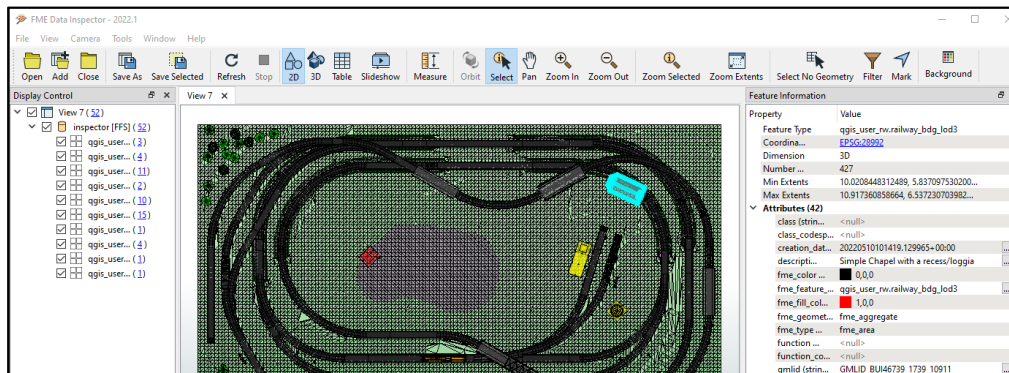 FME Data Inspector - 2022.1
File View Camera Tools Window Help
Open Add Close Save As Save Selected Refresh Stop 2D 3D Table Slideshow Measure Orbit Select Pan Zoom In Zoom Out Zoom Selected Zoom Extents Select No Geometry Filter Mark Background
Display Control
View 7
Feature Information
View 7 (52)
inspector [FFS] (52)
qgis_user... (3)
qgis_user... (4)
qgis_user... (11)
qgis_user... (2)
qgis_user... (10)
qgis_user... (15)
qgis_user... (1)
qgis_user... (4)
qgis_user... (1)
qgis_user... (1)
Property Value
Feature Type qgis_user_rw.railway_bdg_lod3
Coordina... EPSG:28992
Dimension 3D
Number ... 427
Min Extents 10.0208448312489, 5.837097530200...
Max Extents 10.917360858664, 6.537230703982...
Attributes (42)
class (strin... <null>
class_codesp... <null>
creation_dat... 20220510101419.129965+00:00 ...
descripti... Simple Chapel with a recess/loggia ...
fme_color ... 0,0,0
fme_feature_... qgis_user_rw.railway_bdg_lod3 ...
fme_fill_col... 1,0,0
fme_geomet... fme_aggregate
fme_type ... fme_area
function ... <null>
function_co... <null>
gmlid (strin... GMLID_BUI46739_1739_10911 ...